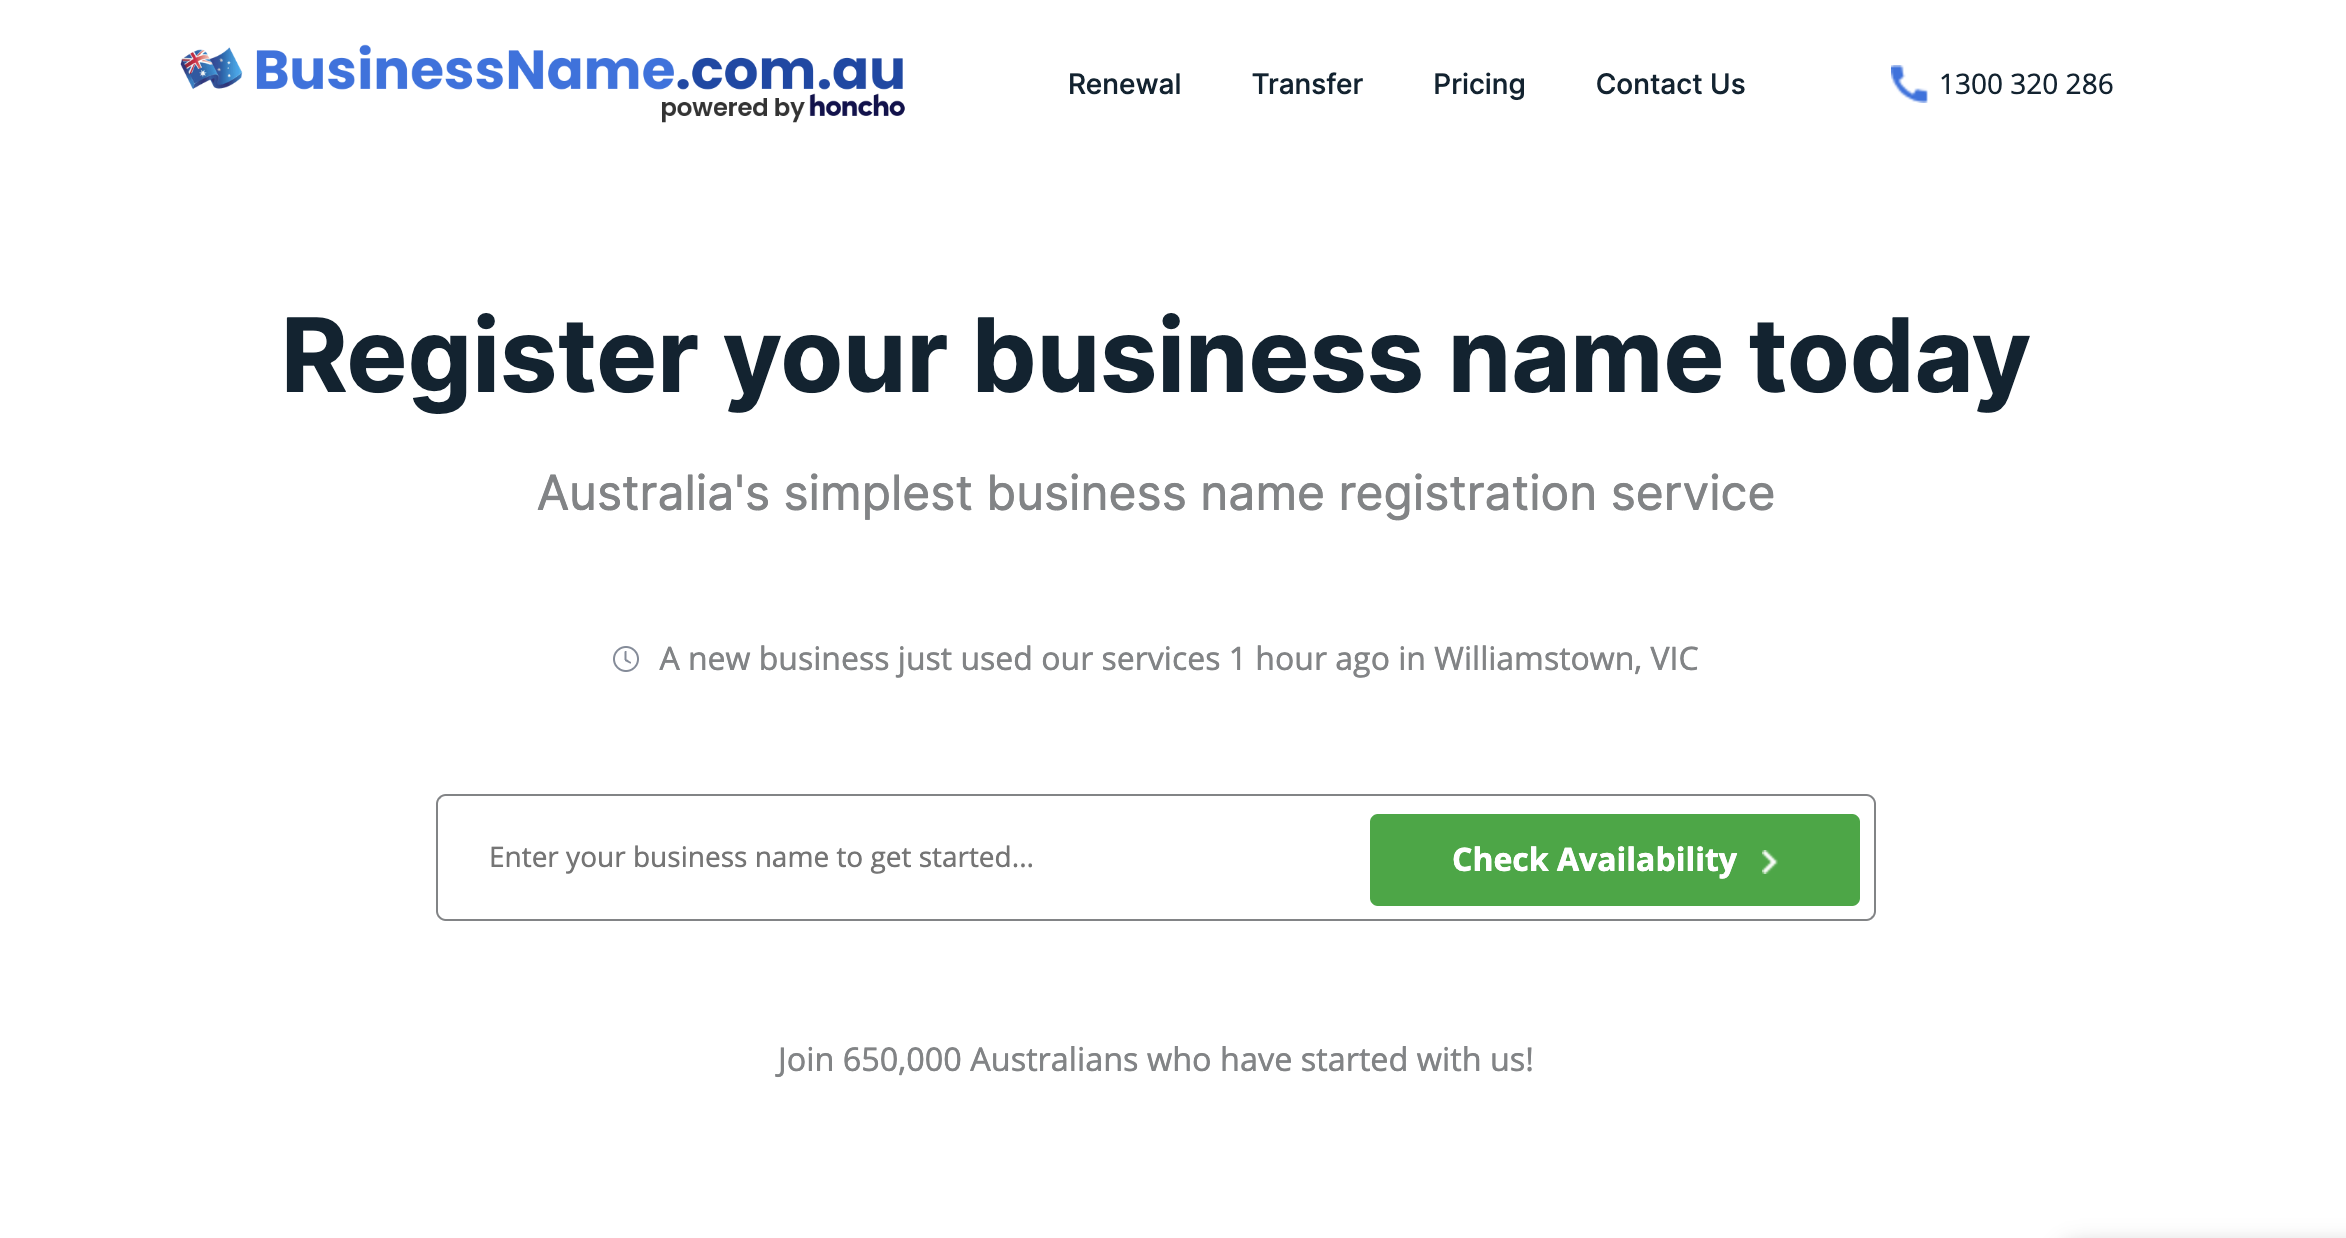 BusinessName.com.au
powered by honcho
Renewal
Transfer
Pricing
Contact Us
1300 320 286
Register your business name today
Australia's simplest business name registration service
A new business just used our services 1 hour ago in Williamstown, VIC
Enter your business name to get started...
Check Availability
Join 650,000 Australians who have started with us!